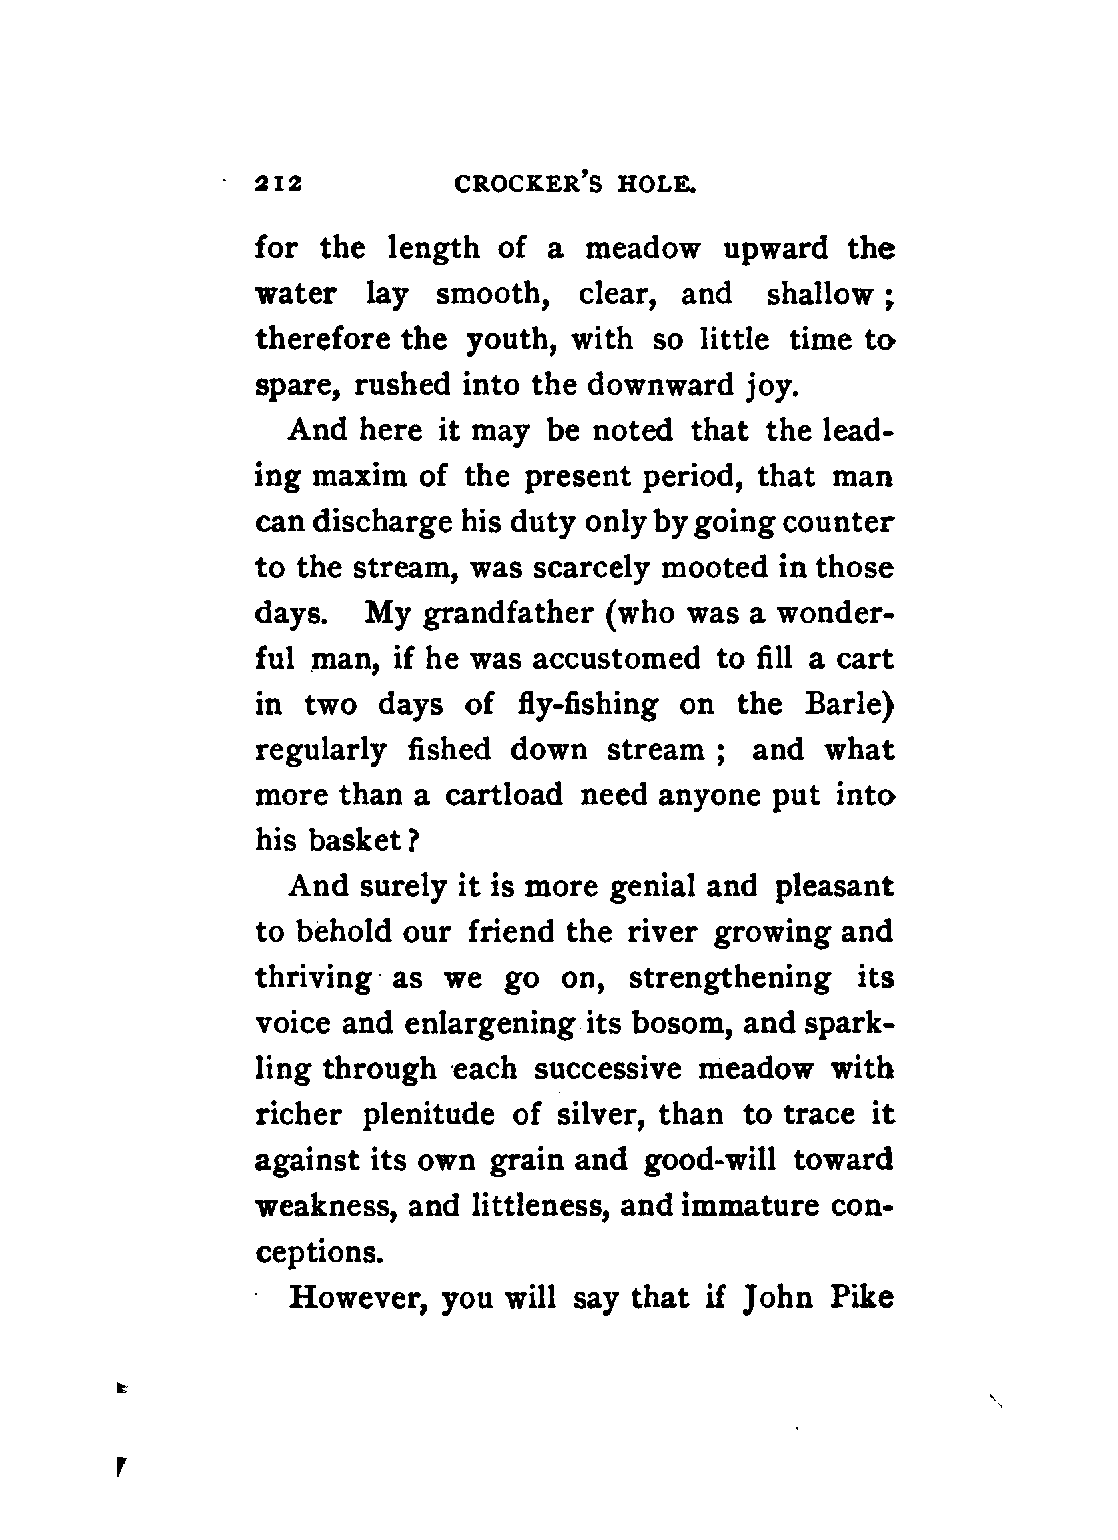 212 CROCKER'S HOLE.
for the length of a meadow upward the
water lay smooth, clear, and shallow ;
therefore the youth, with so little time to
spare, rushed into the downward joy.
And here it may be noted that the lead-
ing maxim of the present period, that man
can discharge his duty only by going counter
to the stream, was scarcely mooted in those
days. My grandfather (who was a wonder-
ful man, if he was accustomed to fill a cart
in two days of fly-fishing on the Barle)
regularly fished down stream ; and what
more than a cartload need anyone put into
his basket ?
And surely it is more genial and pleasant
to behold our friend the river growing and
thriving as we go on, strengthening its
voice and enlargening its bosom, and spark-
ling through each successive meadow with
richer plenitude of silver, than to trace it
against its own grain and good-will toward
weakness, and littleness, and immature con-
ceptions.
However, you will say that if John Pike